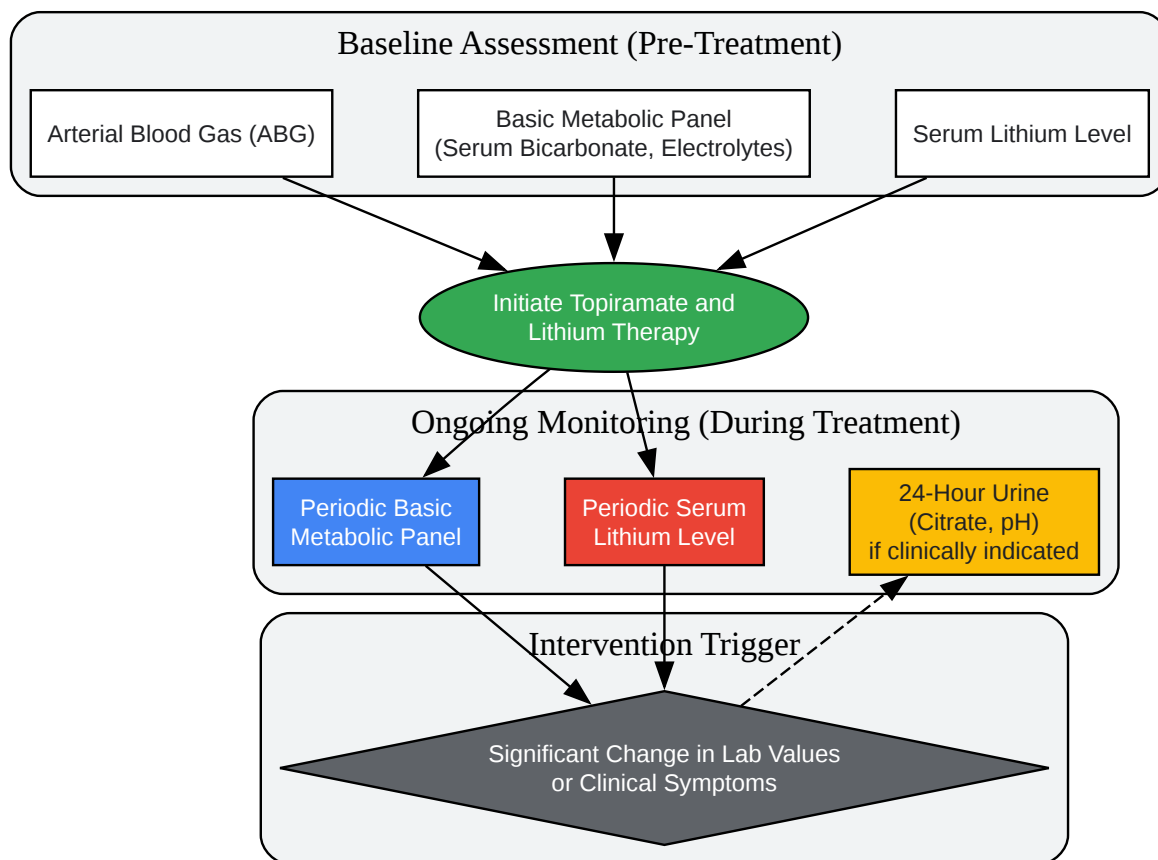 Baseline Assessment (Pre-Treatment)
Arterial Blood Gas (ABG)
Basic Metabolic Panel
(Serum Bicarbonate, Electrolytes)
Serum Lithium Level
Initiate Topiramate and
Lithium Therapy
Ongoing Monitoring (During Treatment)
Periodic Basic
Metabolic Panel
Periodic Serum
Lithium Level
24-Hour Urine
(Citrate, pH)
if clinically indicated
Intervention Trigger
Significant Change in Lab Values
or Clinical Symptoms